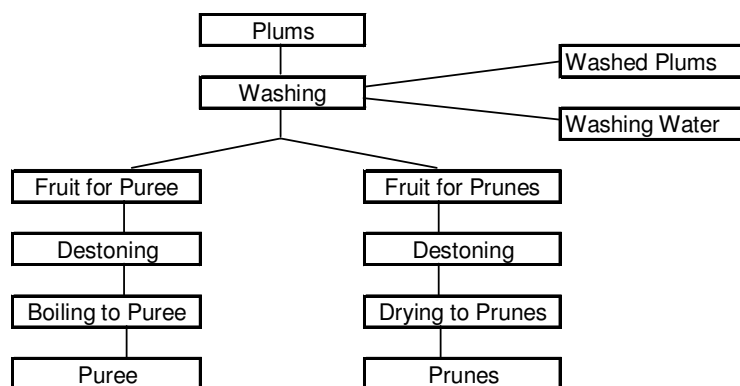 Plums
Washed Plums
Washing
Washing Water
Fruit for Puree
Fruit for Prunes
Destoning
Destoning
Boiling to Puree
Drying to Prunes
Puree
Prunes